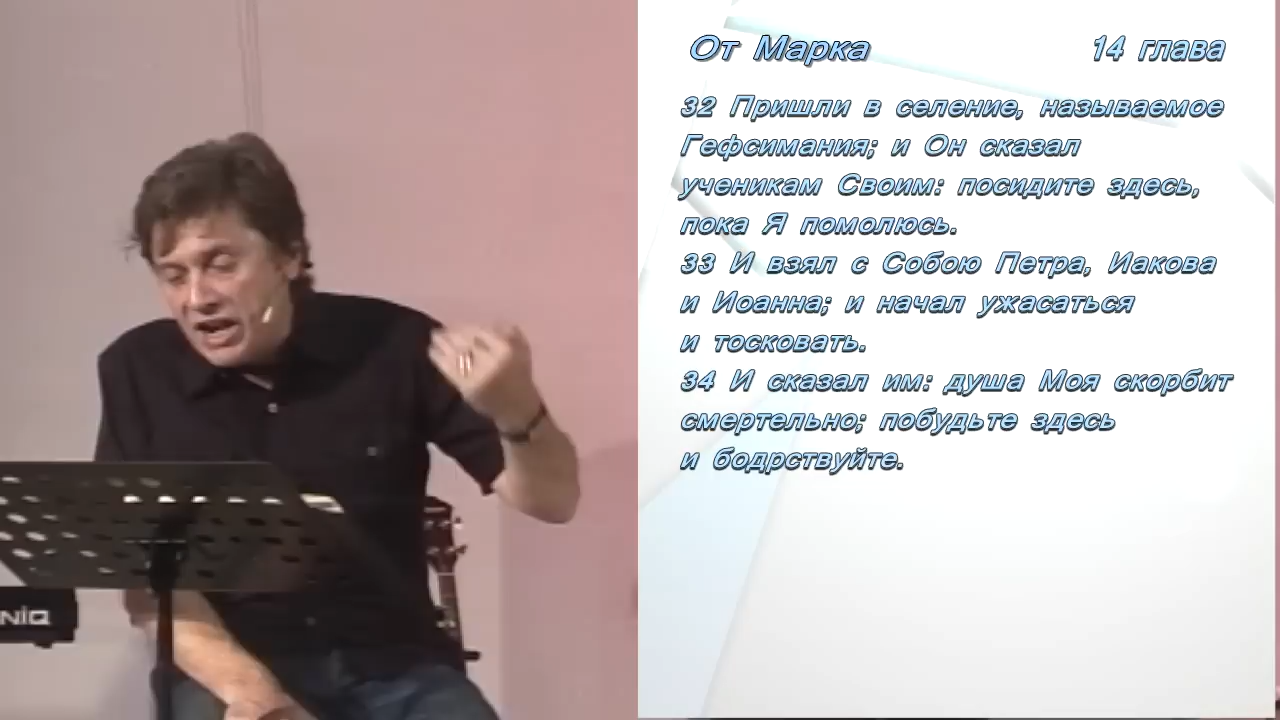 От Марка 14 глава
32 Пришли в селение, называемое
Гефсимания; и Он сказал
ученикам Своим: посидите здесь,
пока Я помолюсь.
33 И взял с Собою Петра, Иакова
и Иоанна; и начал ужасаться
и тосковать.
34 И сказал им: душа Моя скорбит
смертельно; побудьте здесь
и бодрствуйте.
NIQ